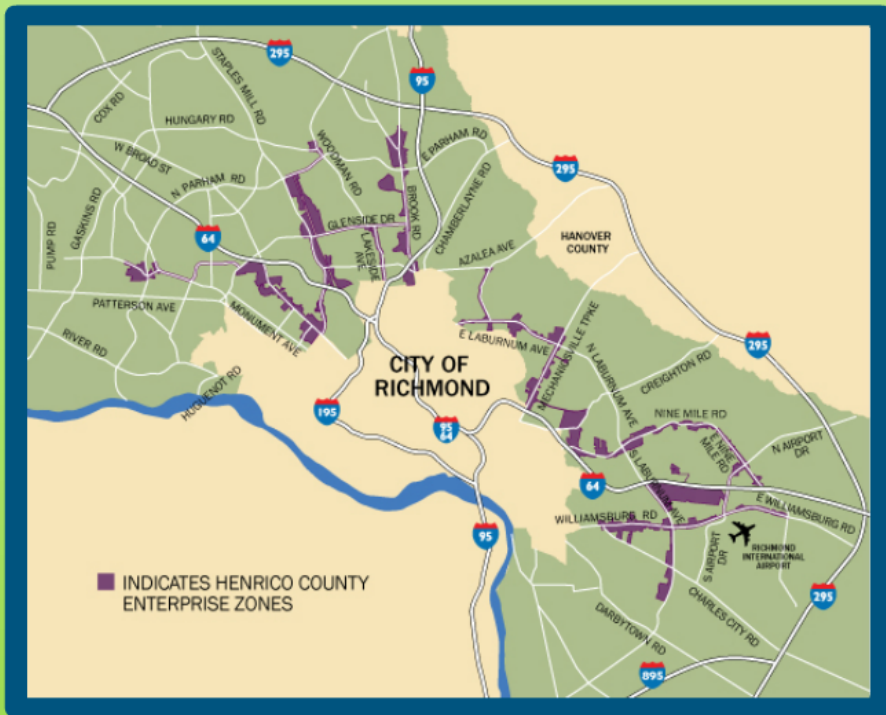 295
95
STAPLES MILL RD
COX RD
HUNGARY RD
WOODMAN RD
E PARHAM RD
W BROAD ST
N PARHAM RD
BROOK RD
CHAMBERLAYNE RD
295
GASKINS RD
PUMP RD
64
GLENSIDE DR
LAKESIDE
AVE
AZALEA AVE
HANOVER
COUNTY
PATTERSON AVE
MONUMENT AVE
RIVER RD
E LABURNUM AVE
MECHANICSVILLE TPKE
N LABURNUM AVE
295
CREIGHTON RD
CITY OF
RICHMOND
HUGUENOT RD
195
95
64
NINE MILE RD
E NINE
MILE RD
N AIRPORT
DR
64
S LABURNUM AVE
E WILLIAMSBURG RD
WILLIAMSBURG RD
95
S AIRPORT
DR
RICHMOND
INTERNATIONAL
AIRPORT
INDICATES HENRICO COUNTY
ENTERPRISE ZONES
CHARLES CITY RD
295
DARBYTOWN RD
895